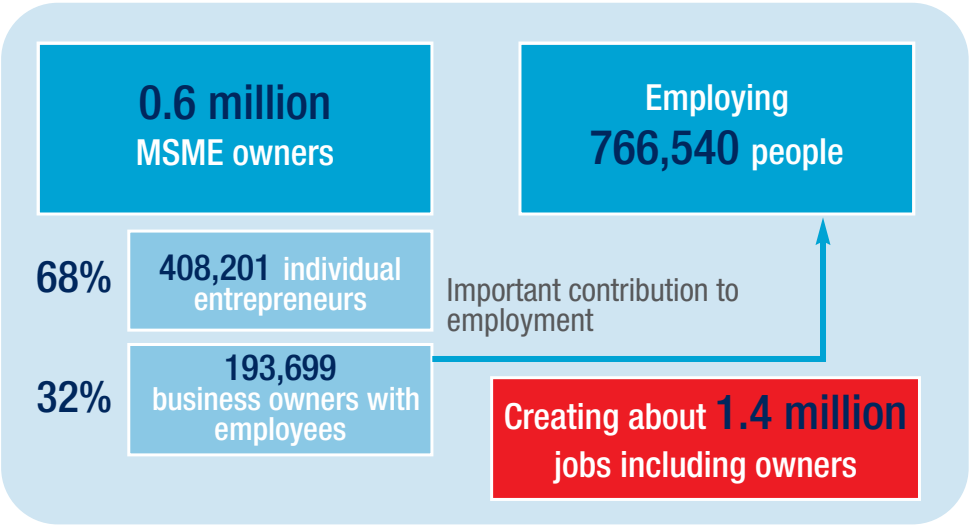 0.6 million
MSME owners
Employing
766,540 people
68%
408,201 individual
entrepreneurs
Important contribution to
employment
32%
193,699
business owners with
employees
Creating about 1.4 million
jobs including owners